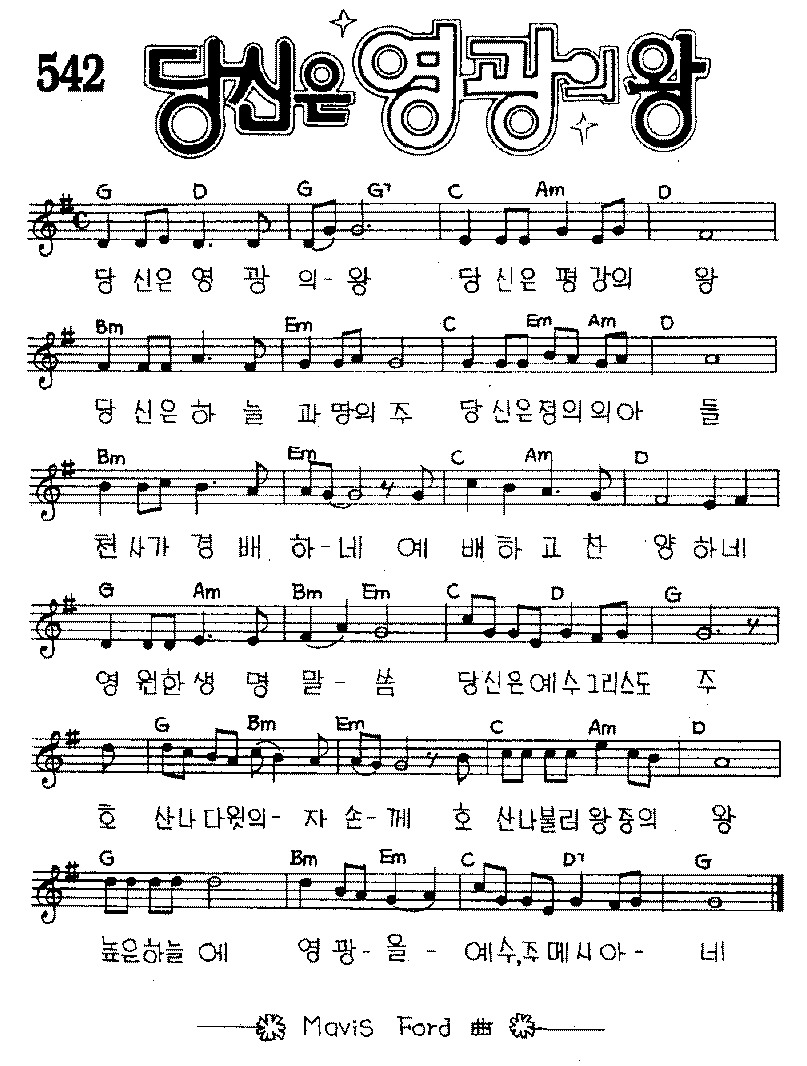 542 당신은 영광의 왕
G D G G7 C Am D
당 신은 영 광 의- 왕 당 신은 평 강의 왕
Bm Em C Em Am D
당 신은 하 늘 과 땅의 주 당 신은정의의아 들
Bm Em C Am D
천 사가 경 배 하-네 예 배 하 고 찬 양 하네
G Am Bm Em C D G
영 원한 생 명 말- 씀 당신은예수그리스도 주
G Bm Em C Am D
호 산나 다윗의- 자 손-께 호 산나불리왕중의 왕
G Bm Em C D7 G
높은하늘에 영 광- 을 - 예수,주메시아- 네
Mavis Ford 曲